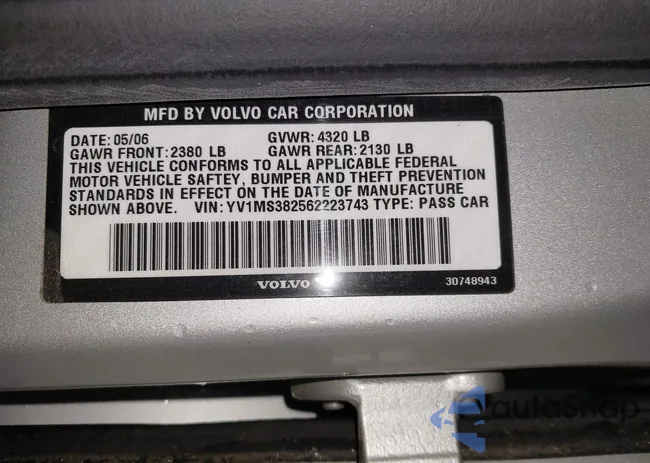 MFD BY VOLVO CAR CORPORATION
DATE: 05/06 GVWR: 4320 LB
GAWR FRONT: 2380 LB GAWR REAR: 2130 LB
THIS VEHICLE CONFORMS TO ALL APPLICABLE FEDERAL
MOTOR VEHICLE SAFTEY, BUMPER AND THEFT PREVENTION
STANDARDS IN EFFECT ON THE DATE OF MANUFACTURE
SHOWN ABOVE. VIN: YV1MS382562223743 TYPE: PASS CAR
VOLVO 30748943
AutaSnap